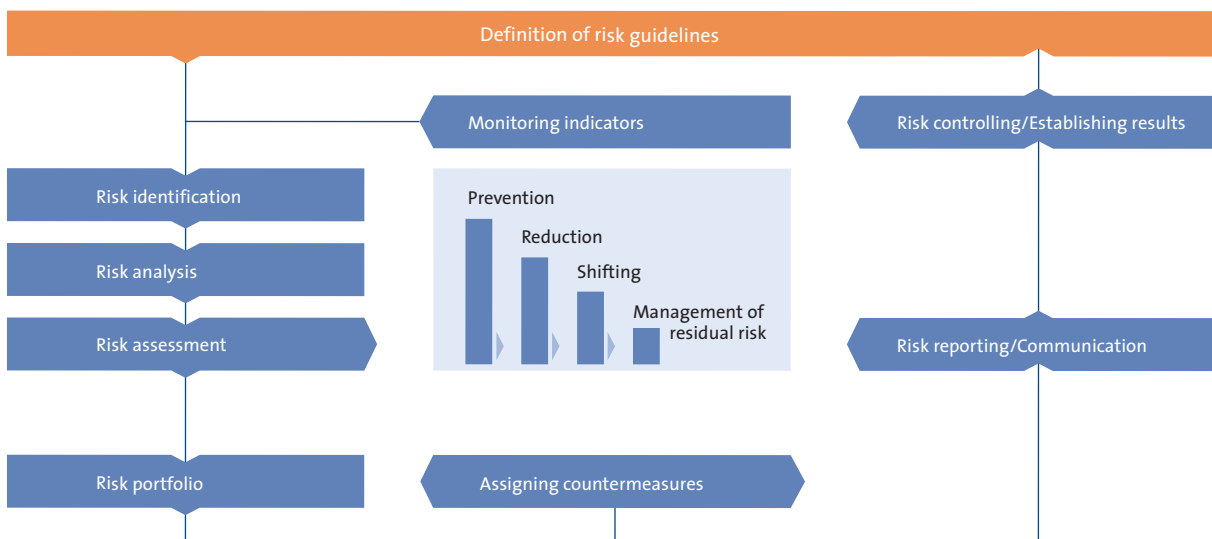 Definition of risk guidelines
Monitoring indicators
Risk controlling/Establishing results
Risk identification
Prevention
Reduction
Risk analysis
Shifting
Management of
residual risk
Risk assessment
Risk reporting/Communication
Risk portfolio
Assigning countermeasures